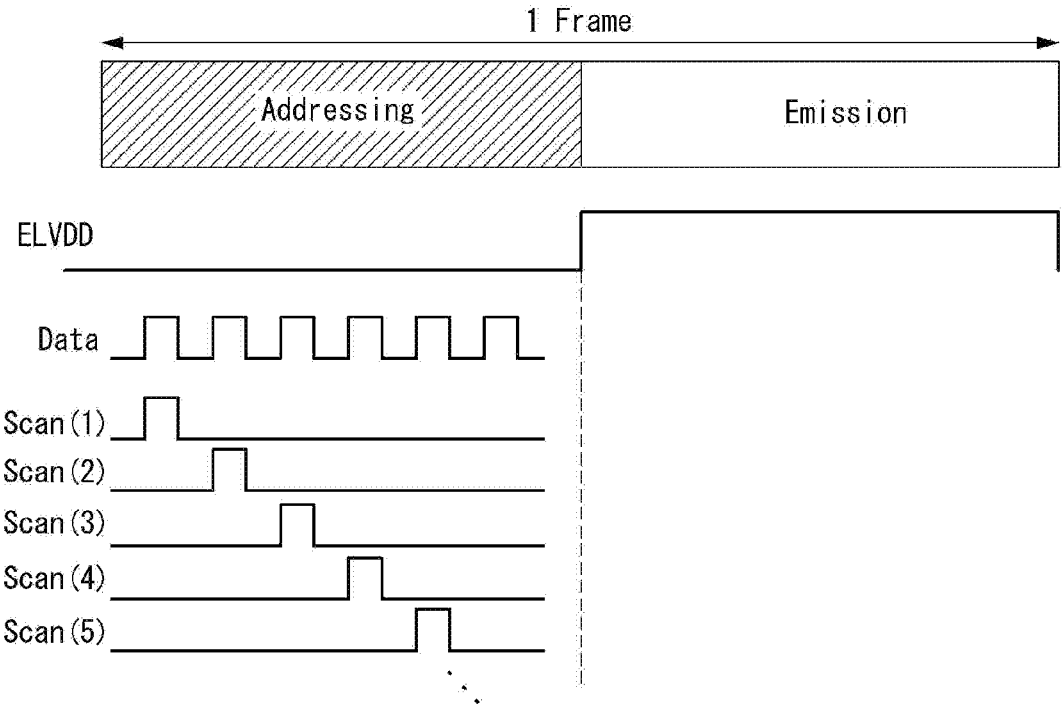 1 Frame
Addressing
Emission
ELVDD
Data
Scan(1)
Scan(2)
Scan(3)
Scan(4)
Scan(5)